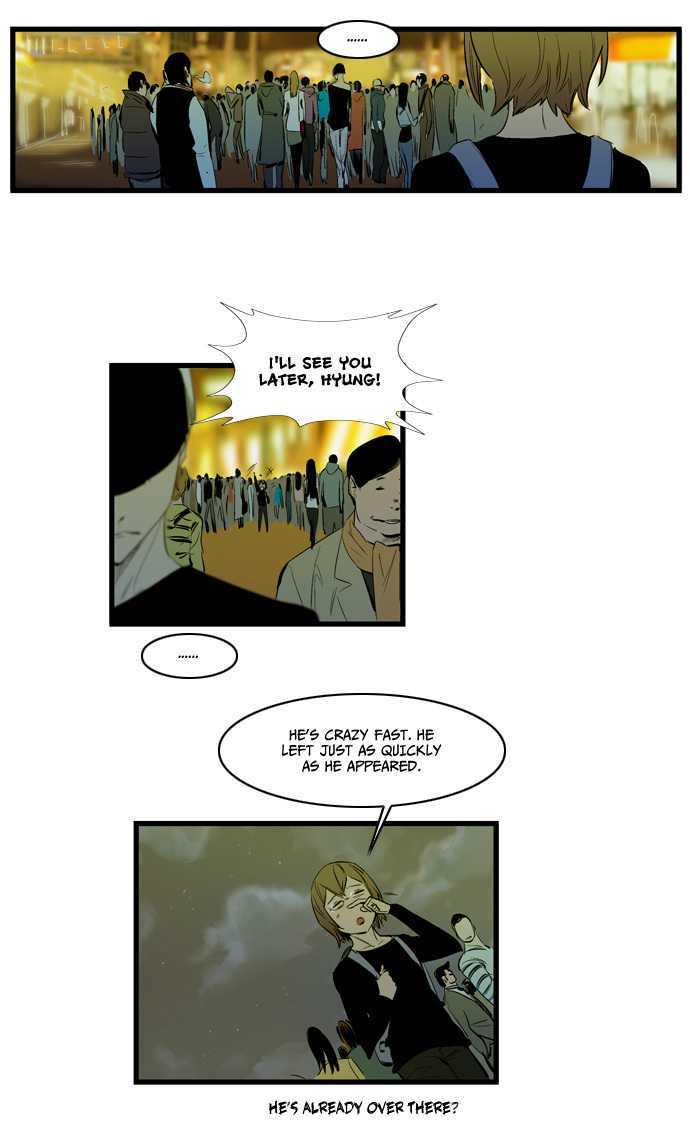 ......
I'LL SEE YOU
LATER, HYUNG!
......
HE'S CRAZY FAST. HE
LEFT JUST AS QUICKLY
AS HE APPEARED.
HE'S ALREADY OVER THERE?